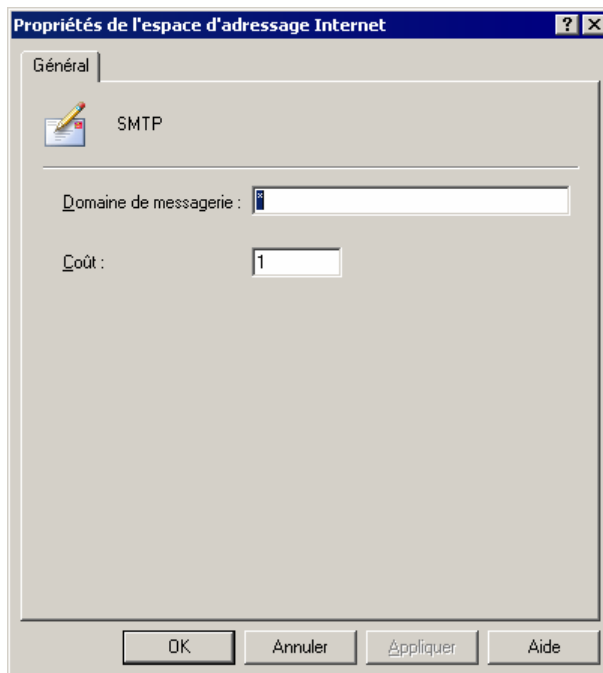 Propriétés de l'espace d'adressage Internet
Général
SMTP
Domaine de messagerie : *
Coût : 1
OK Annuler Appliquer Aide